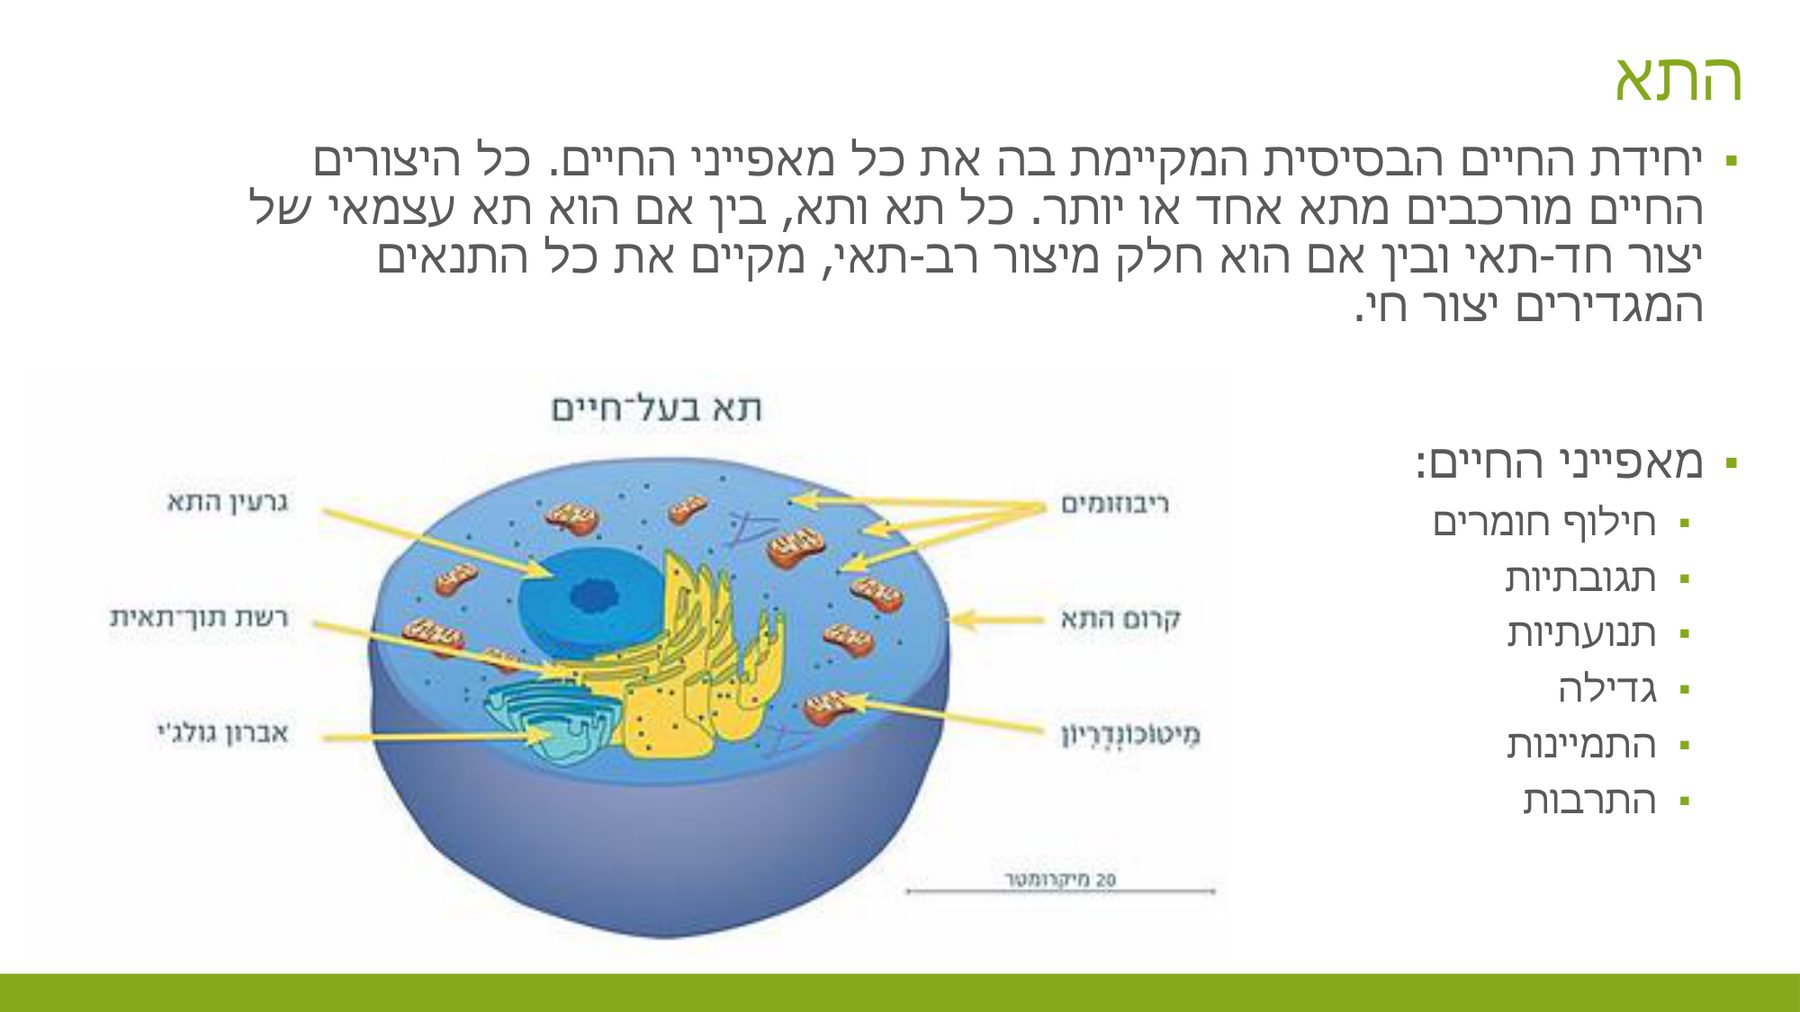 התא
יחידת החיים הבסיסית המקיימת בה את כל מאפייני החיים. כל היצורים
החיים מורכבים מתא אחד או יותר. כל תא ותא, בין אם הוא תא עצמאי של
יצור חד-תאי ובין אם הוא חלק מיצור רב-תאי, מקיים את כל התנאים
המגדירים יצור חי.
מאפייני החיים:
חילוף חומרים
תגובתיות
תנועתיות
גדילה
התמיינות
התרבות
תא בעל־חיים
ריבוזומים
קרום התא
מִיטוֹכוֹנְדְרִיוֹן
גרעין התא
רשת תוך־תאית
אברון גולג'י
20 מיקרומטר